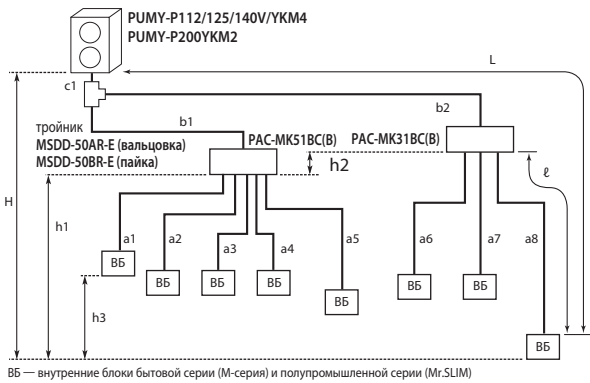 PUMY-P112/125/140V/YKM4
PUMY-P200YKM2
L
c1
b1
b2
тройник
MSDD-50AR-E (вальцовка)
MSDD-50BR-E (пайка)
PAC-MK51BC(B)
PAC-MK31BC(B)
h2
ℓ
H
h1
a1
a2
a3
a4
a5
a6
a7
a8
ВБ
ВБ
ВБ
ВБ
ВБ
ВБ
ВБ
h3
ВБ
ВБ — внутренние блоки бытовой серии (М-серия) и полупромышленной серии (Mr.SLIM)